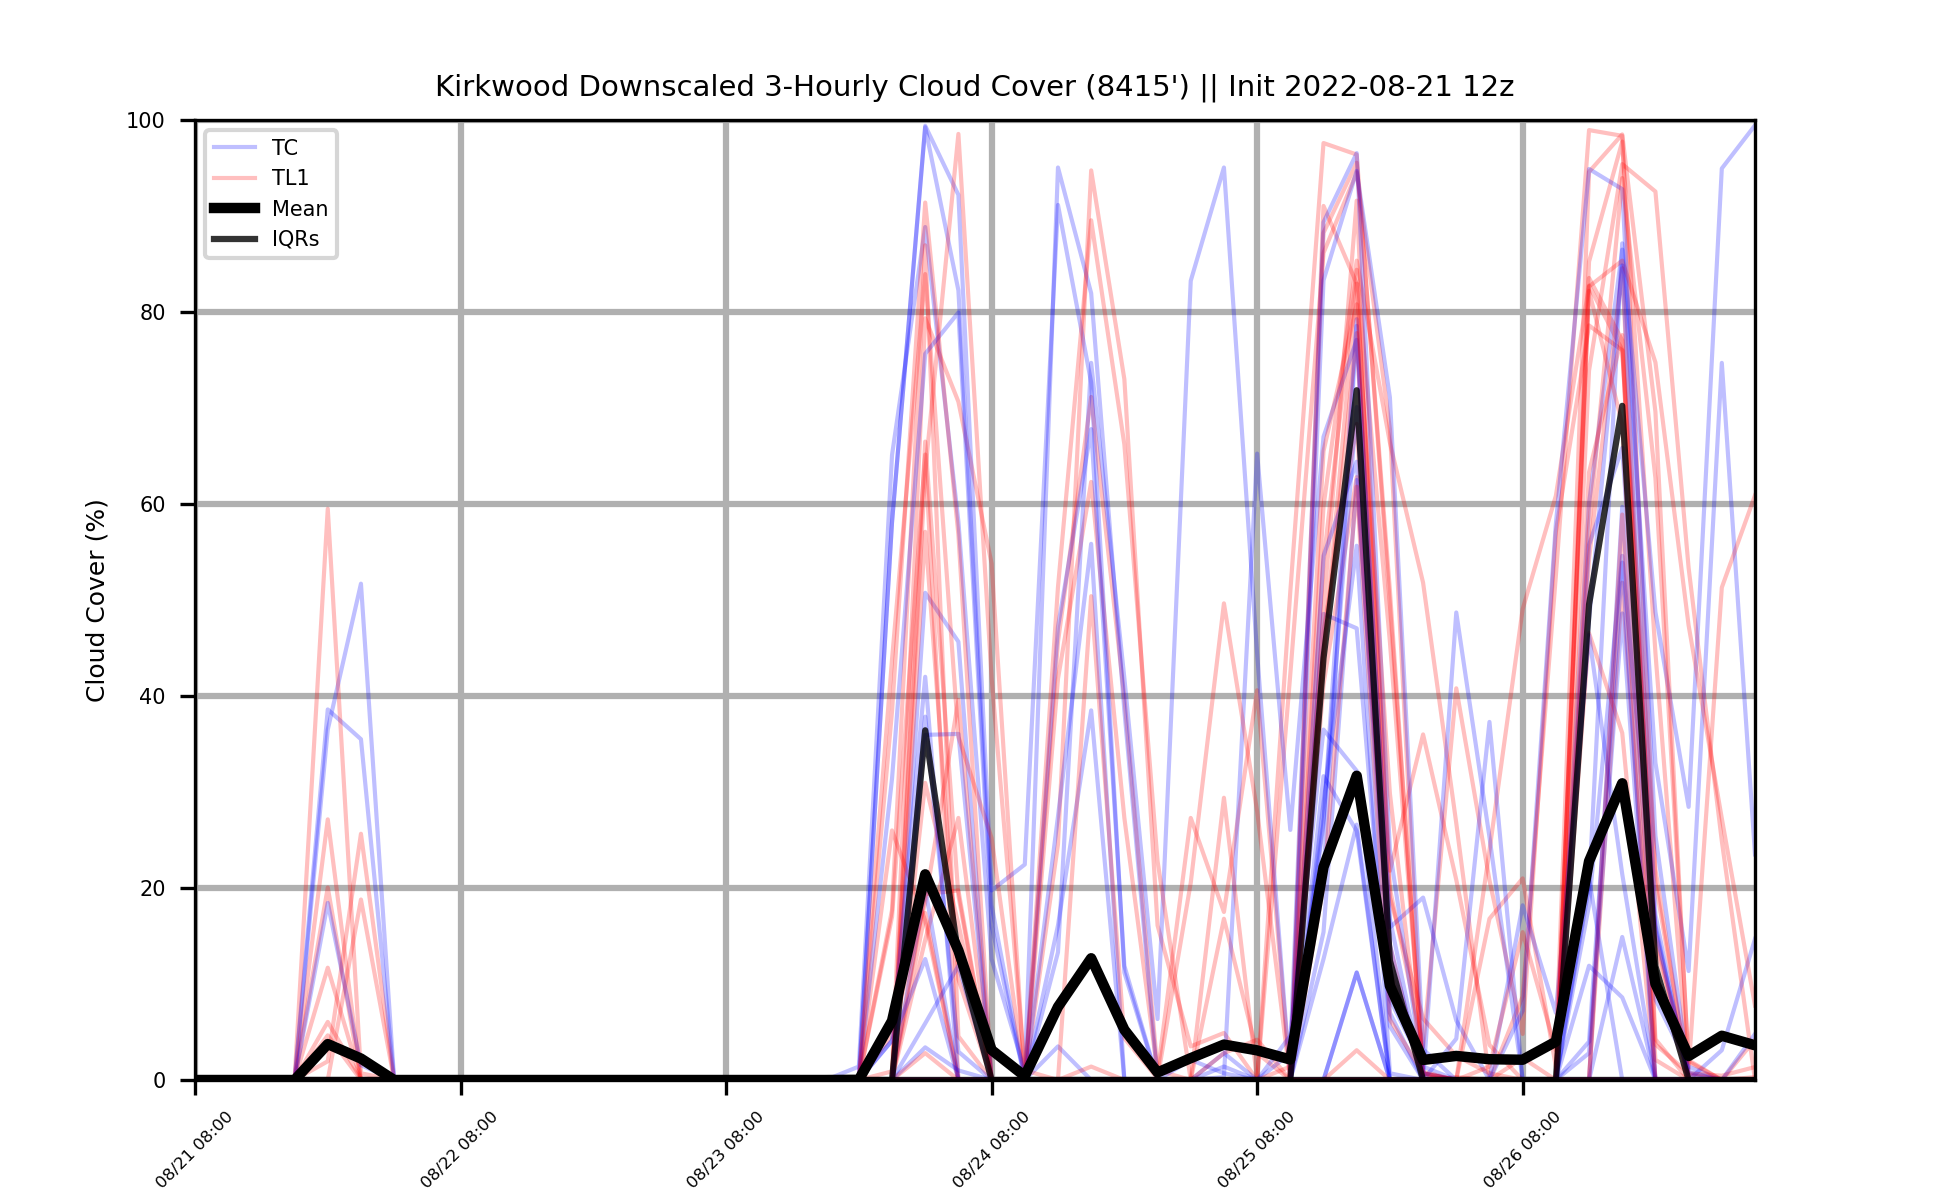 Kirkwood Downscaled 3-Hourly Cloud Cover (8415') || Init 2022-08-21 12z
Cloud Cover (%)
100
80
60
40
20
0
TC
TL1
Mean
IQRs
08/21 08:00
08/22 08:00
08/23 08:00
08/24 08:00
08/25 08:00
08/26 08:00